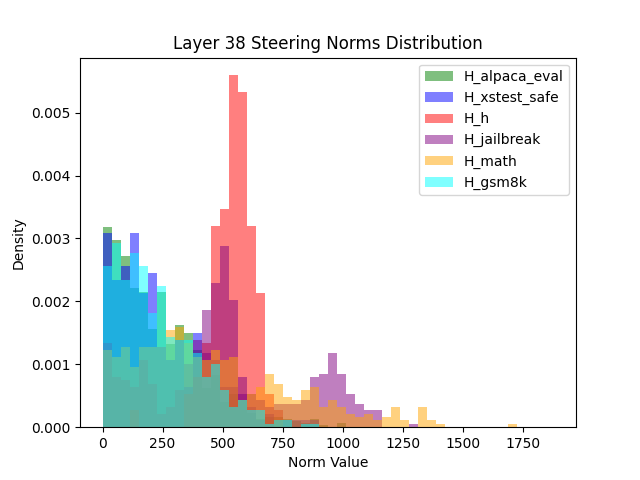 Layer 38 Steering Norms Distribution
H_alpaca_eval
H_xstest_safe
H_h
H_jailbreak
H_math
H_gsm8k
Density
0.005
0.004
0.003
0.002
0.001
0.000
0 250 500 750 1000 1250 1500 1750
Norm Value